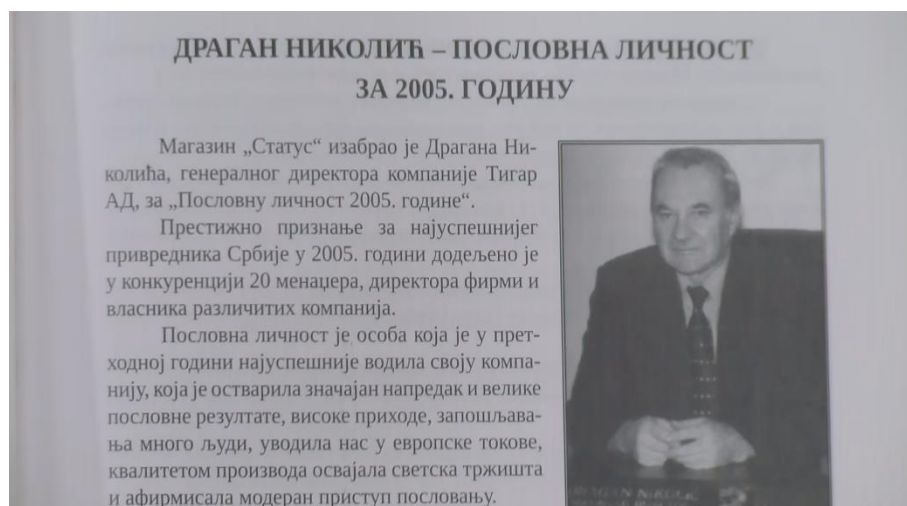 ДРАГАН НИКОЛИЋ – ПОСЛОВНА ЛИЧНОСТ
ЗА 2005. ГОДИНУ
Магазин „Статус“ изабрао је Драгана Ни-
колића, генералног директора компаније Тигар
АД, за „Пословну личност 2005. године“.
Престижно признање за најуспешнијег
привредника Србије у 2005. години додељено је
у конкуренцији 20 менаџера, директора фирми и
власника различитих компанија.
Пословна личност је особа која је у прет-
ходној години најуспешније водила своју компа-
нију, која је остварила значајан напредак и велике
пословне резултате, високе приходе, запошљава-
ња много људи, уводила нас у европске токове,
квалитетом производа освајала светска тржишта
и афирмисала модеран приступ пословању.
DRAGAN NIKOLIĆ